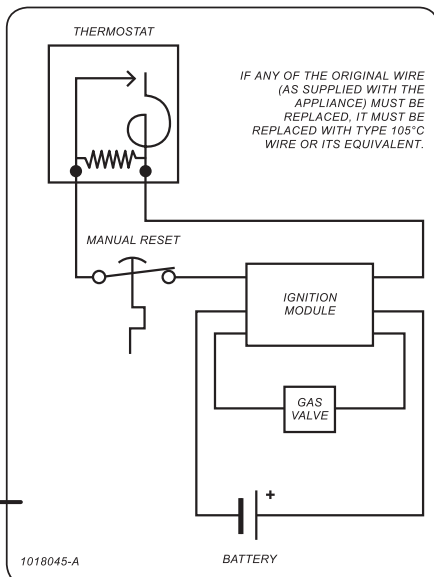 THERMOSTAT
IF ANY OF THE ORIGINAL WIRE
(AS SUPPLIED WITH THE
APPLIANCE) MUST BE
REPLACED, IT MUST BE
REPLACED WITH TYPE 105°C
WIRE OR ITS EQUIVALENT.
MANUAL RESET
IGNITION
MODULE
GAS
VALVE
+
BATTERY
1018045-A